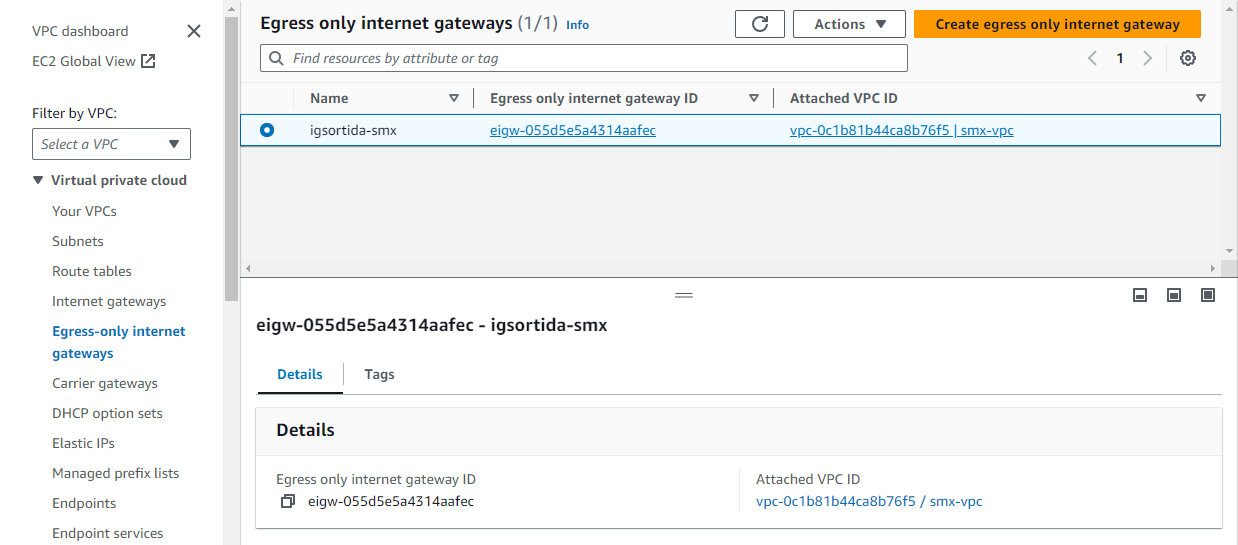 VPC dashboard
EC2 Global View
Filter by VPC:
Select a VPC
Virtual private cloud
Your VPCs
Subnets
Route tables
Internet gateways
Egress-only internet
gateways
Carrier gateways
DHCP option sets
Elastic IPs
Managed prefix lists
Endpoints
Endpoint services
Egress only internet gateways (1/1) Info
Actions
Create egress only internet gateway
Find resources by attribute or tag
1
Name Egress only internet gateway ID Attached VPC ID
igsortida-smx eigw-055d5e5a4314aafec vpc-0c1b81b44ca8b76f5 | smx-vpc
eigw-055d5e5a4314aafec - igsortida-smx
Details Tags
Details
Egress only internet gateway ID
eigw-055d5e5a4314aafec
Attached VPC ID
vpc-0c1b81b44ca8b76f5 / smx-vpc